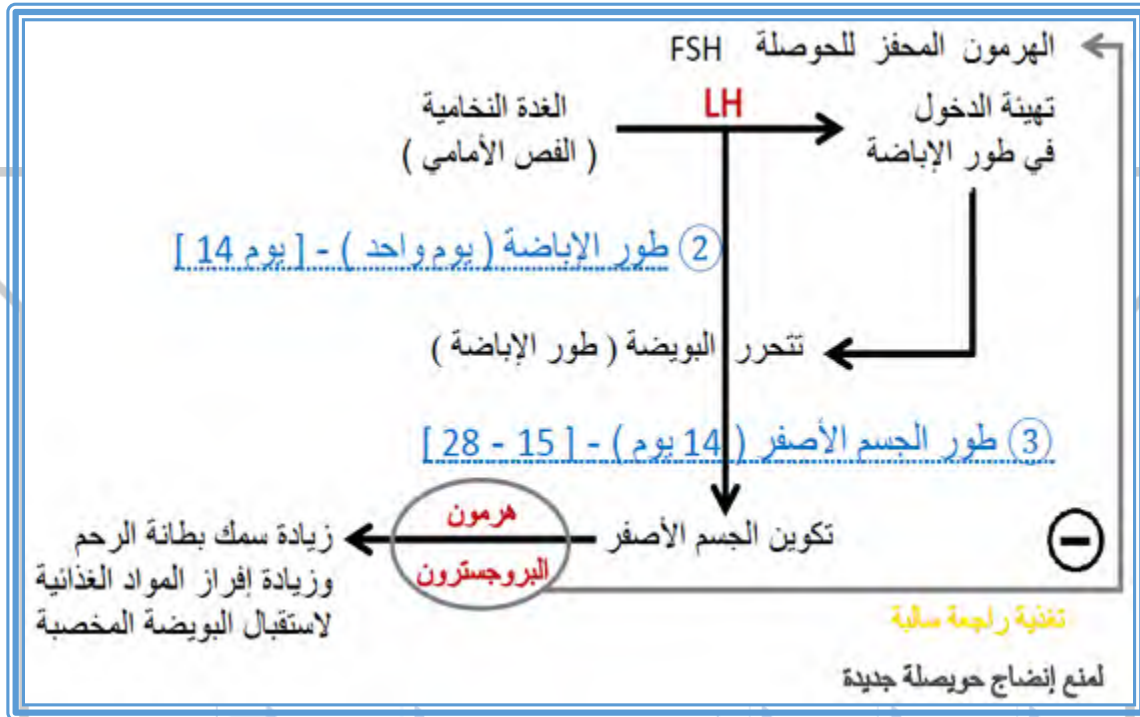 الهرمون المحفز للحوصلة FSH
تهيئة الدخول
في طور الإباضة
LH
الغدة النخامية
( الفص الأمامي )
② طور الإباضة ( يوم واحد ) - [ يوم 14 ]
تتحرر البويضة ( طور الإباضة )
③ طور الجسم الأصفر ( 14 يوم ) - [ 15 - 28 ]
تكوين الجسم الأصفر
هرمون
البروجسترون
زيادة سمك بطانة الرحم
وزيادة إفراز المواد الغذائية
لاستقبال البويضة المخصبة
تغذية راجعة سالبة
لمنع إنضاج حويصلة جديدة